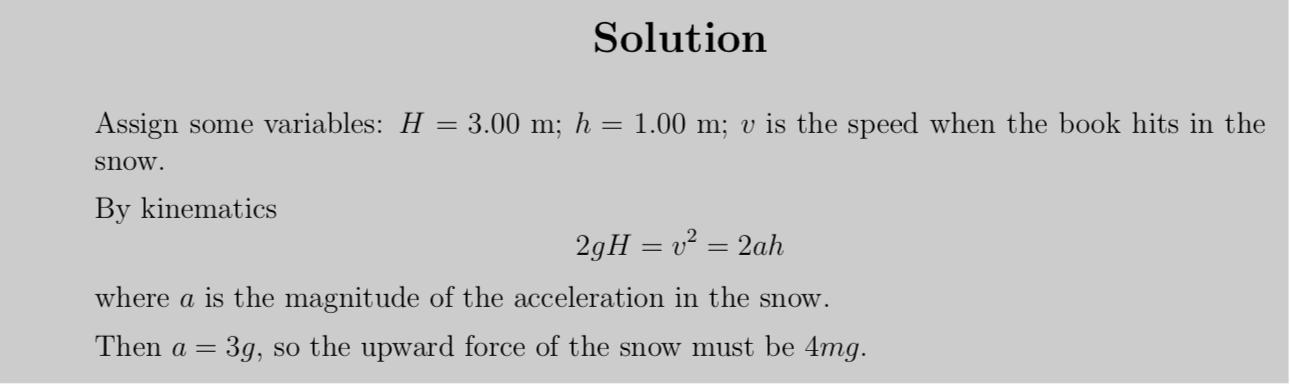 Solution
Assign some variables: H = 3.00 m; h = 1.00 m; v is the speed when the book hits in the
snow.
By kinematics
2gH = v² = 2ah
where a is the magnitude of the acceleration in the snow.
Then a = 3g, so the upward force of the snow must be 4mg.